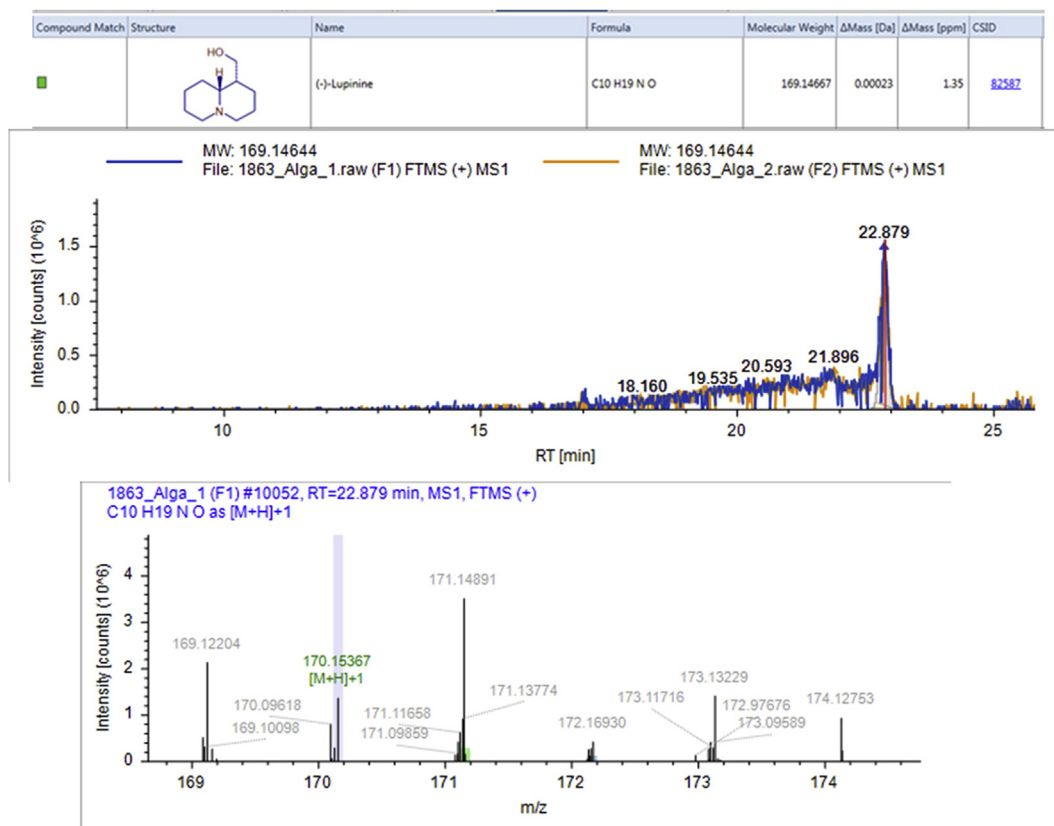 Compound Match Structure Name Formula Molecular Weight ΔMass [Da] ΔMass [ppm] CSID
HO
H
N
(-)-Lupinine C10 H19 N O 169.14667 0.00023 1.35 82587
MW: 169.14644 MW: 169.14644
File: 1863_Alga_1.raw (F1) FTMS (+) MS1 File: 1863_Alga_2.raw (F2) FTMS (+) MS1
Intensity [counts] (10^6)
1.5
1.0
0.5
0.0
22.879
21.896
20.593
19.535
18.160
10 15 20 25
RT [min]
1863_Alga_1 (F1) #10052, RT=22.879 min, MS1, FTMS (+)
C10 H19 N O as [M+H]+1
Intensity [counts] (10^6)
4
3
2
1
0
171.14891
169.12204
170.15367
[M+H]+1
170.09618
169.10098
171.11658
171.09859
171.13774
172.16930
173.13229
173.11716
172.97676
173.09589
174.12753
169 170 171 172 173 174
m/z